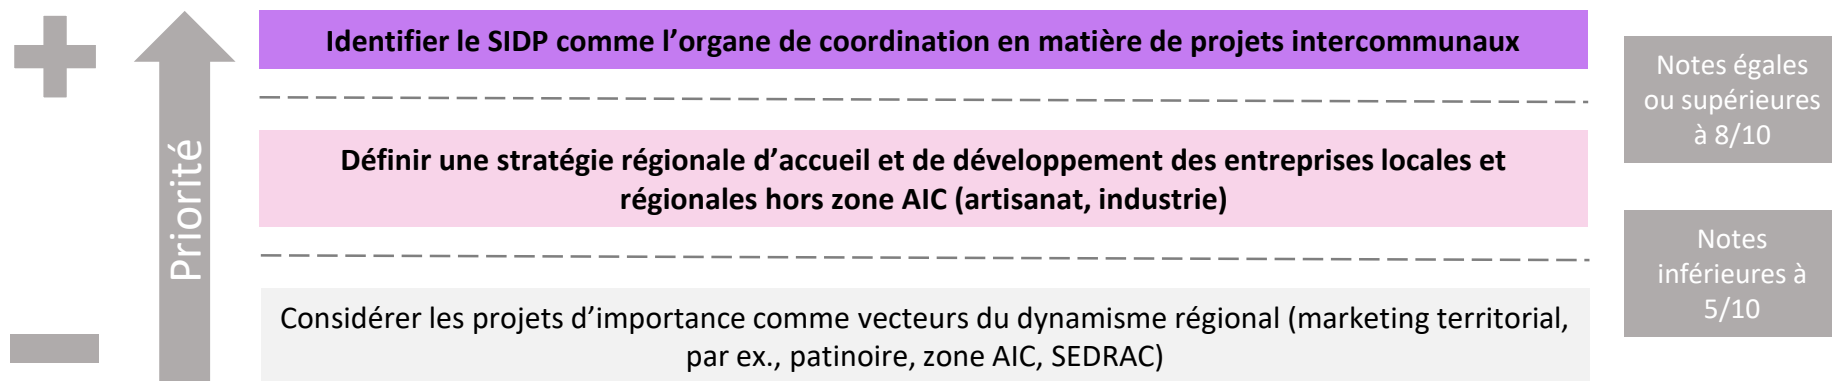 Identifier le SIDP comme l’organe de coordination en matière de projets intercommunaux
Notes égales
ou supérieures
à 8/10
Priorité
Définir une stratégie régionale d’accueil et de développement des entreprises locales et
régionales hors zone AIC (artisanat, industrie)
Notes
inférieures à
5/10
Considérer les projets d’importance comme vecteurs du dynamisme régional (marketing territorial,
par ex., patinoire, zone AIC, SEDRAC)